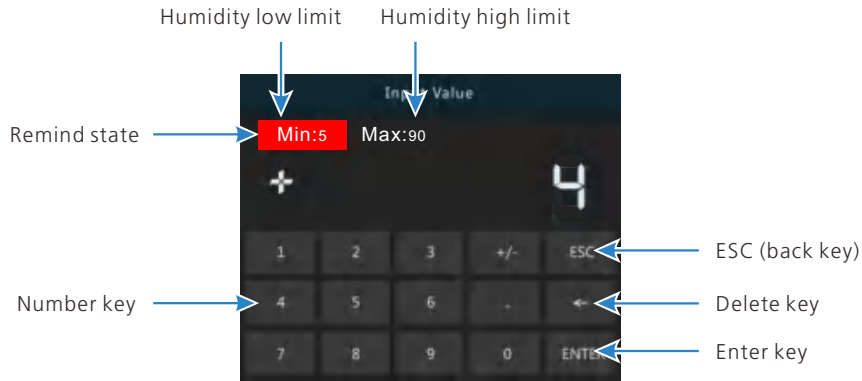 Humidity low limit Humidity high limit
Input Value
Remind state Min:5 Max:90
+ 4
1 2 3 +/- ESC ESC (back key)
Number key 4 5 6 . ← Delete key
7 8 9 0 ENTER Enter key